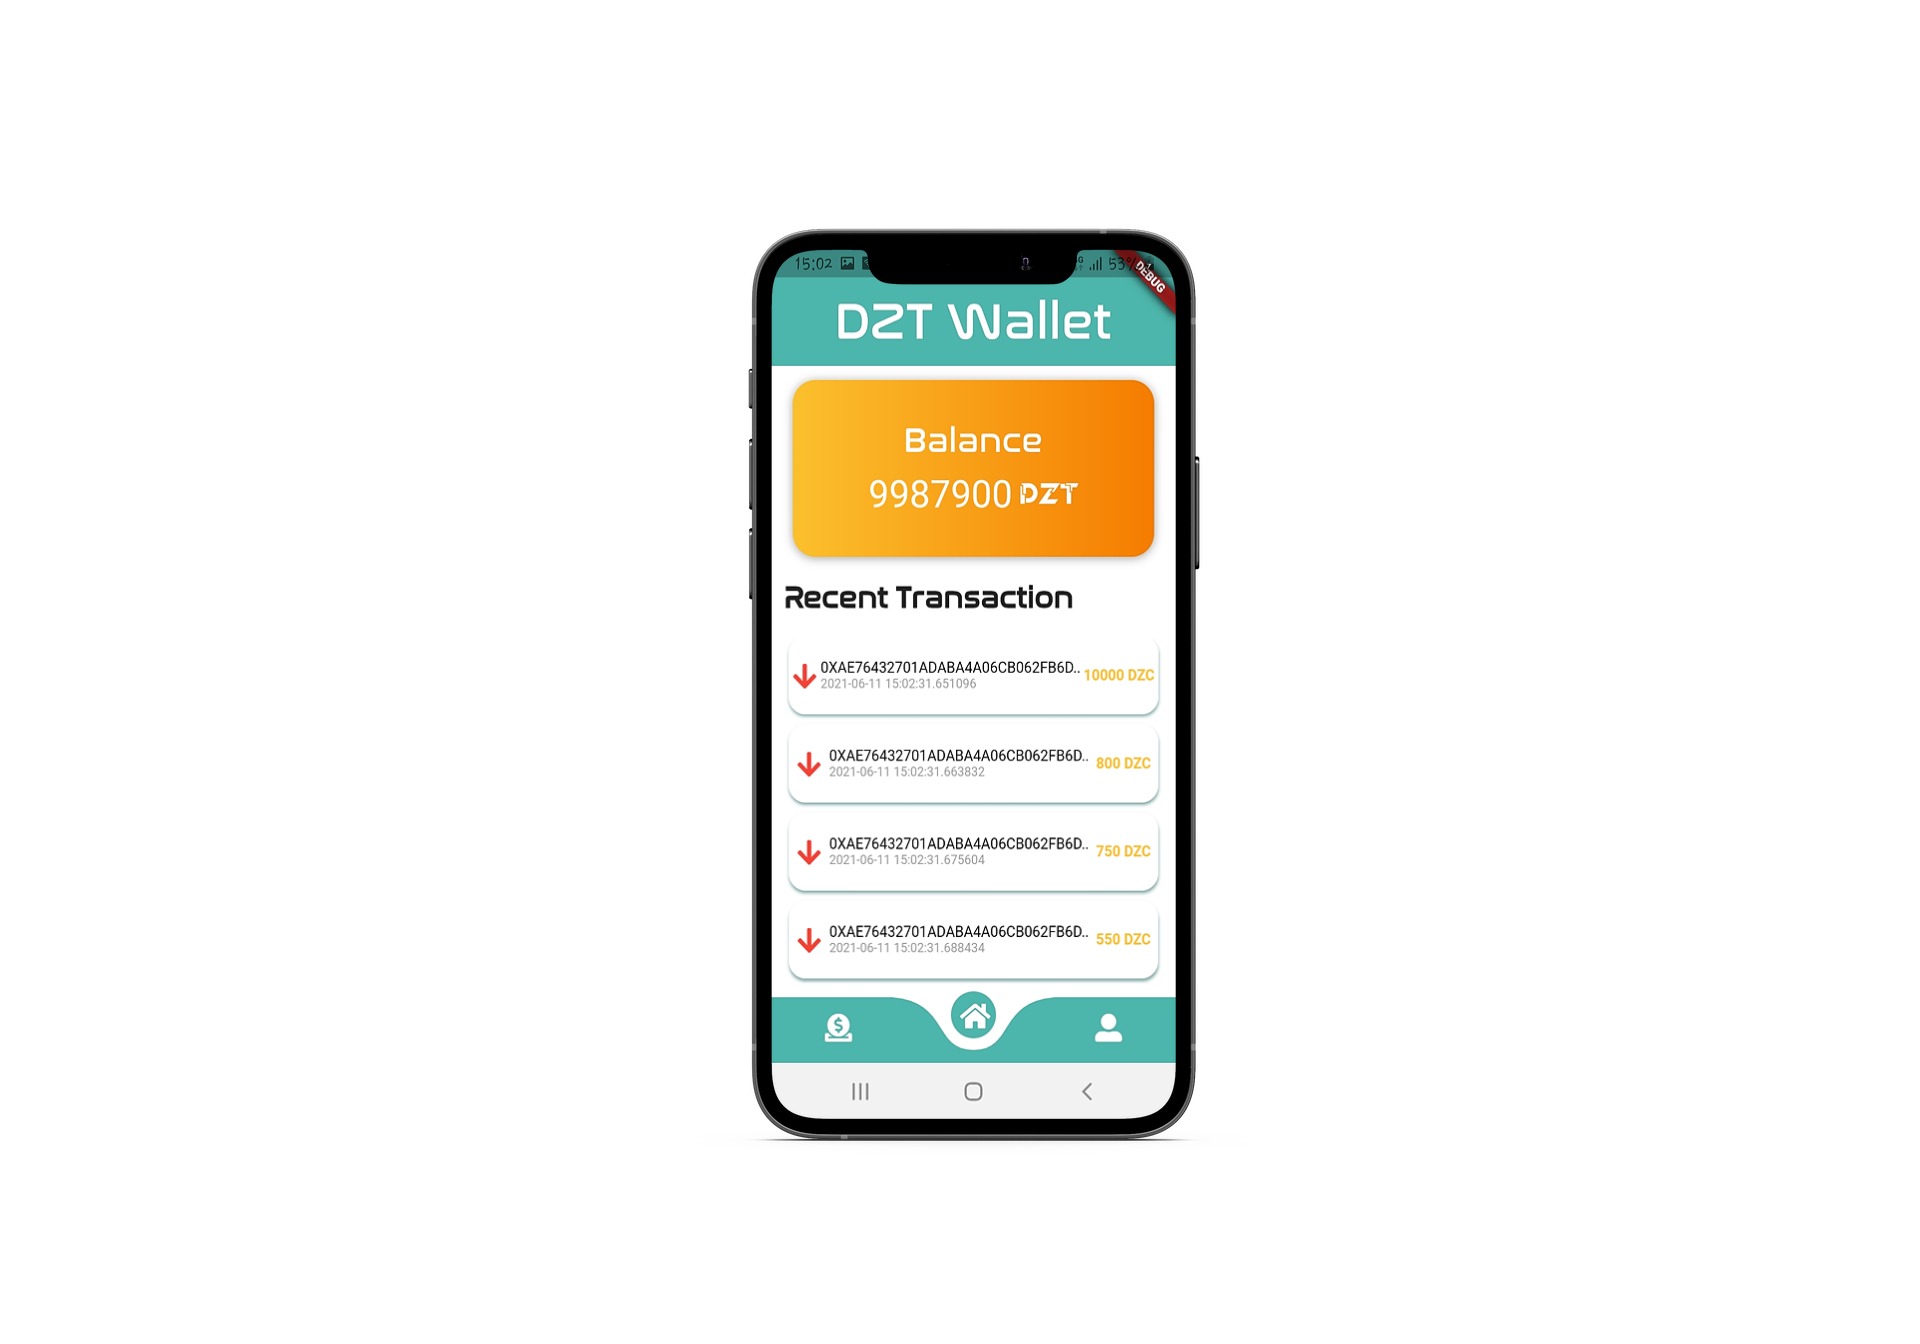 15:02 53%
DEBUG
DZT Wallet
Balance
9987900 DZT
Recent Transaction
0XAE76432701ADABA4A06CB062FB6D.. 10000 DZC
2021-06-11 15:02:31.651096
0XAE76432701ADABA4A06CB062FB6D.. 800 DZC
2021-06-11 15:02:31.663832
0XAE76432701ADABA4A06CB062FB6D.. 750 DZC
2021-06-11 15:02:31.675604
0XAE76432701ADABA4A06CB062FB6D.. 550 DZC
2021-06-11 15:02:31.688434